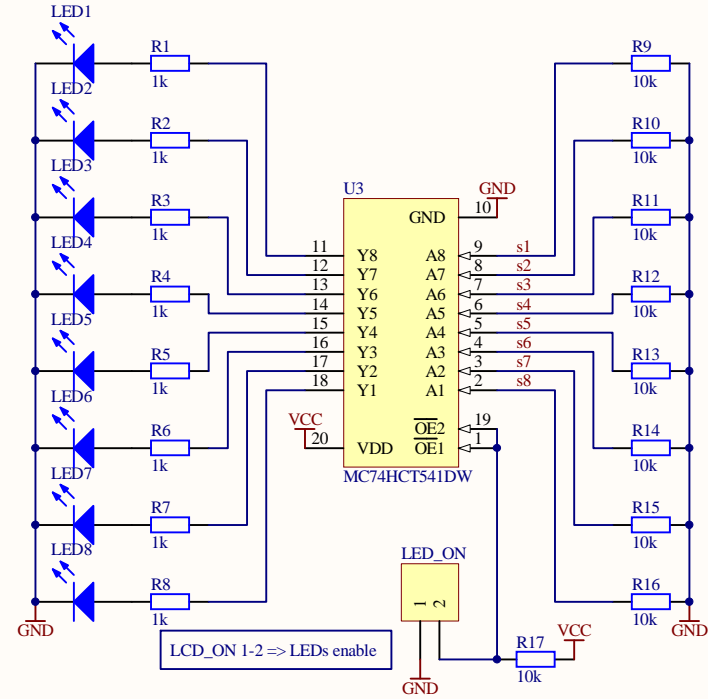 LED1
R1
1k
LED2
R2
1k
LED3
R3
1k
LED4
R4
1k
LED5
R5
1k
LED6
R6
1k
LED7
R7
1k
LED8
R8
1k
GND
U3
GND
10
GND
11 Y8 A8 9 s1
12 Y7 A7 8 s2
13 Y6 A6 7 s3
14 Y5 A5 6 s4
15 Y4 A4 5 s5
16 Y3 A3 4 s6
17 Y2 A2 3 s7
18 Y1 A1 2 s8
OE2 19
VCC
20 VDD OE1 1
MC74HCT541DW
R9
10k
R10
10k
R11
10k
R12
10k
R13
10k
R14
10k
R15
10k
R16
10k
GND
LED_ON
1 2
GND
R17
10k
VCC
LCD_ON 1-2 => LEDs enable